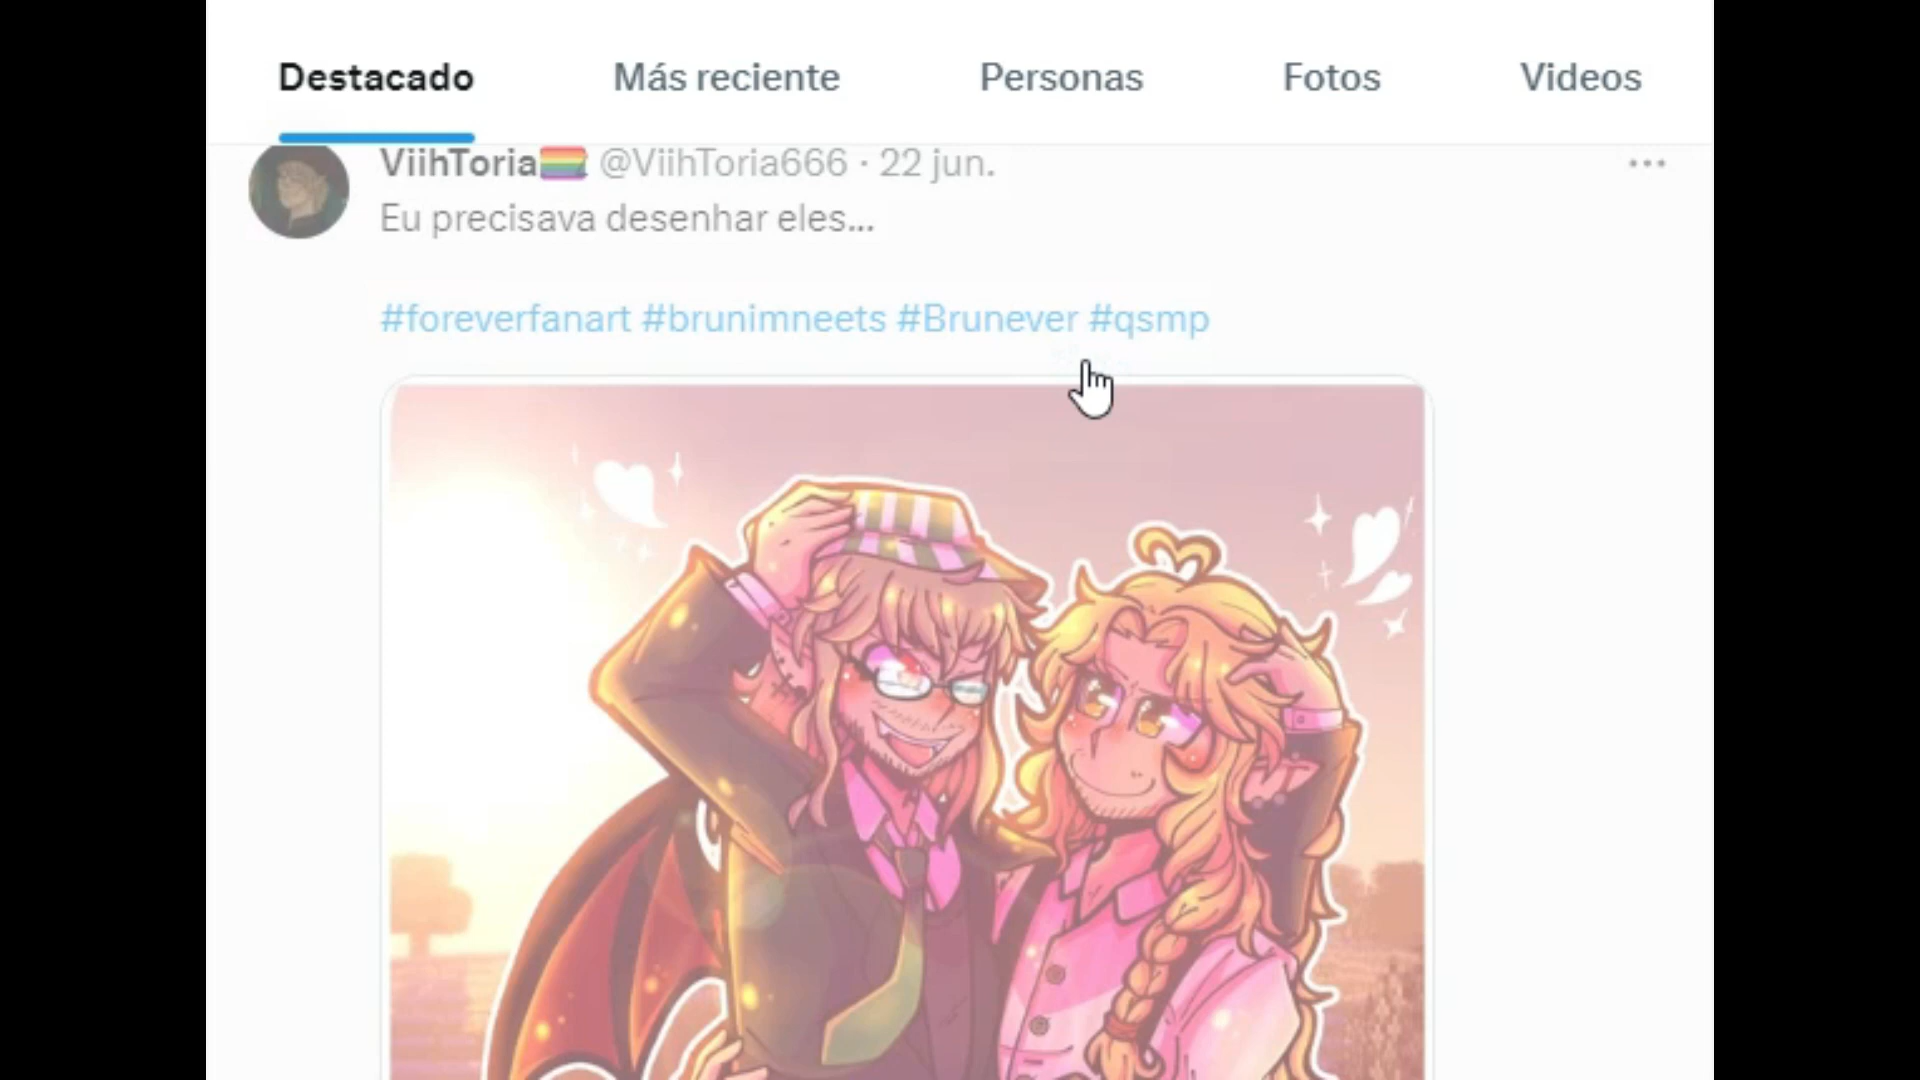 Destacado Más reciente Personas Fotos Videos
ViihToria🏳️‍🌈 @ViihToria666 · 22 jun.
Eu precisava desenhar eles...
#foreverfanart #brunimneets #Brunever #qsmp